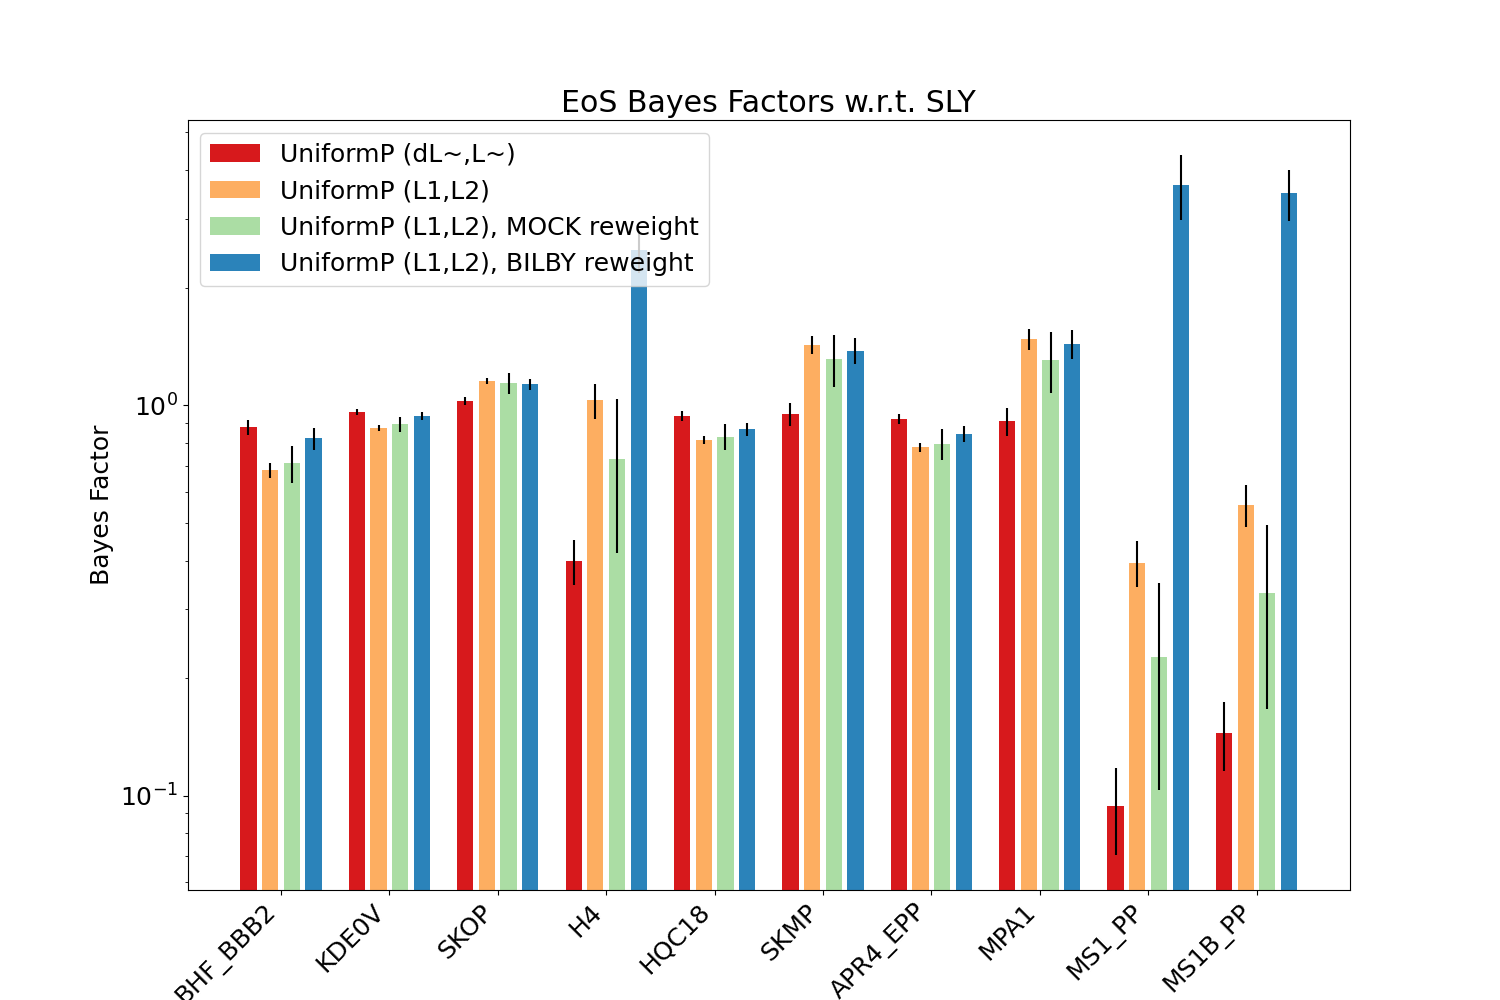 EoS Bayes Factors w.r.t. SLY
UniformP (dL~,L~)
UniformP (L1,L2)
UniformP (L1,L2), MOCK reweight
UniformP (L1,L2), BILBY reweight
Bayes Factor
10⁰
10⁻¹
BHF_BBB2
KDE0V
SKOP
H4
HQC18
SKMP
APR4_EPP
MPA1
MS1_PP
MS1B_PP